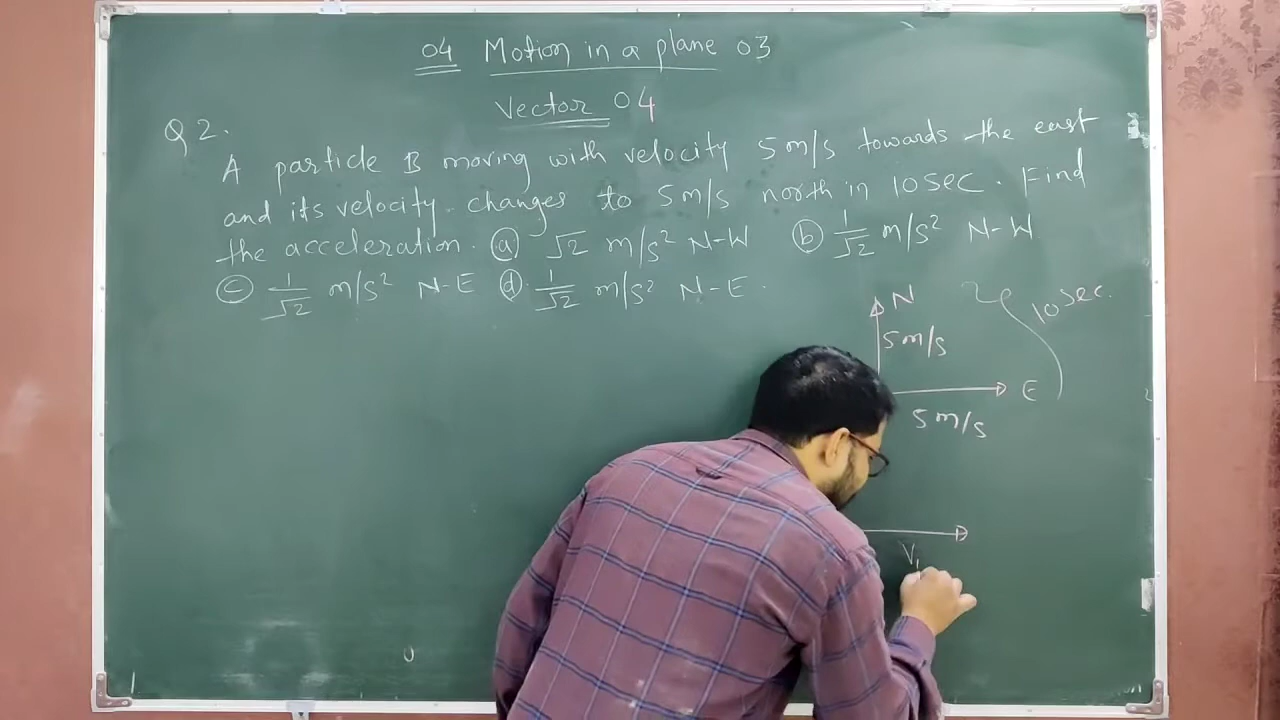 04 Motion in a plane 03
Vector 04
Q 2.
A particle B moving with velocity 5 m/s towards the east
and its velocity changes to 5 m/s north in 10 sec. Find
the acceleration. (a) √2 m/s² N-W (b) 1/√2 m/s² N-W
(c) 1/√2 m/s² N-E (d) 1/√2 m/s² N-E.
N
10 sec.
5 m/s
E
5 m/s
V₁